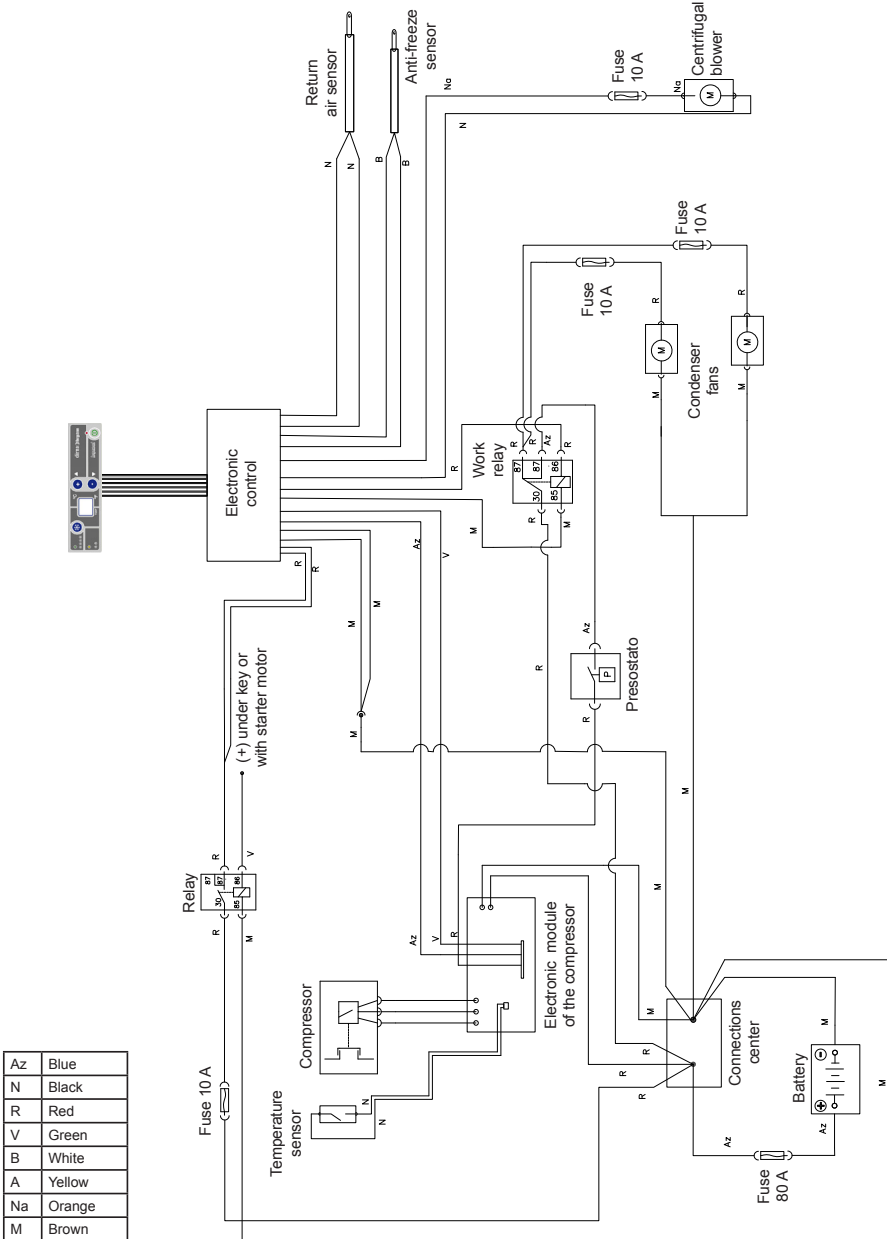 Az Blue
N Black
R Red
V Green
B White
A Yellow
Na Orange
M Brown
Return
air sensor
Anti-freeze
sensor
Na
N
N
N
B
B
Fuse
10 A
Centrifugal
blower
Na
M
Electronic
control
R
R
(+) under key or
with starter motor
Relay
R
V
87
87
86
30
85
R
M
Fuse 10 A
M
M
M
Az
V
R
M
Work
relay
87
87
86
30
85
R
R
Az
R
R
M
Fuse
10 A
Fuse
10 A
R
R
M
M
M
M
Condenser
fans
R
Az
P
R
Presostato
M
M
Compressor
Az
V
R
Electronic module
of the compressor
Temperature
sensor
N
N
M
R
R
R
Connections
center
Az
M
Battery
Az
Fuse
80 A
M